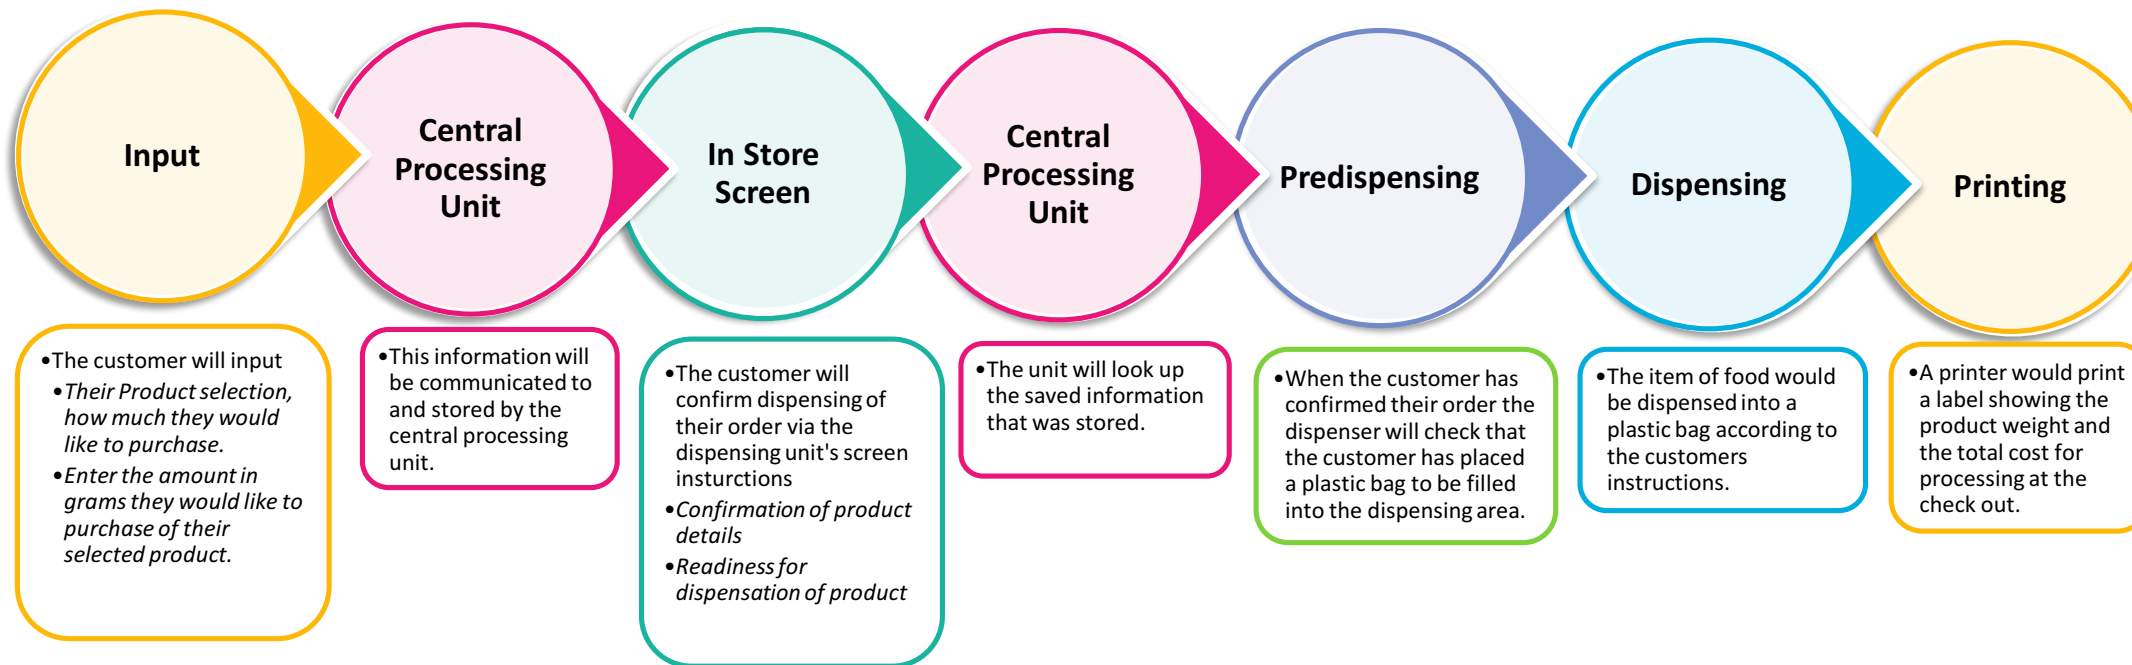 Input
Central
Processing
Unit
In Store
Screen
Central
Processing
Unit
Predispensing
Dispensing
Printing
•The customer will input
•Their Product selection,
how much they would
like to purchase.
•Enter the amount in
grams they would like to
purchase of their
selected product.
•This information will
be communicated to
and stored by the
central processing
unit.
•The customer will
confirm dispensing of
their order via the
dispensing unit's screen
insturctions
•Confirmation of product
details
•Readiness for
dispensation of product
•The unit will look up
the saved information
that was stored.
•When the customer has
confirmed their order the
dispenser will check that
the customer has placed
a plastic bag to be filled
into the dispensing area.
•The item of food would
be dispensed into a
plastic bag according to
the customers
instructions.
•A printer would print
a label showing the
product weight and
the total cost for
processing at the
check out.